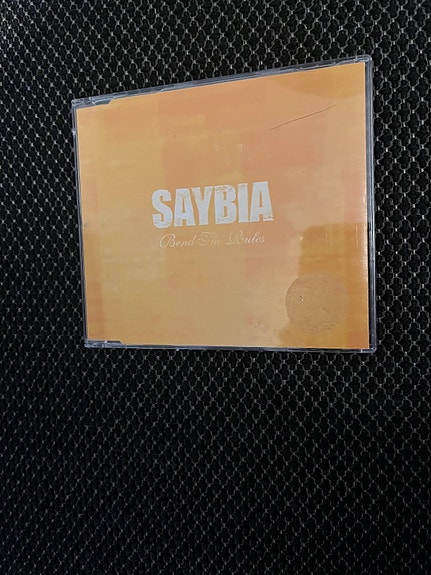 SAYBIA
Bend The Rules